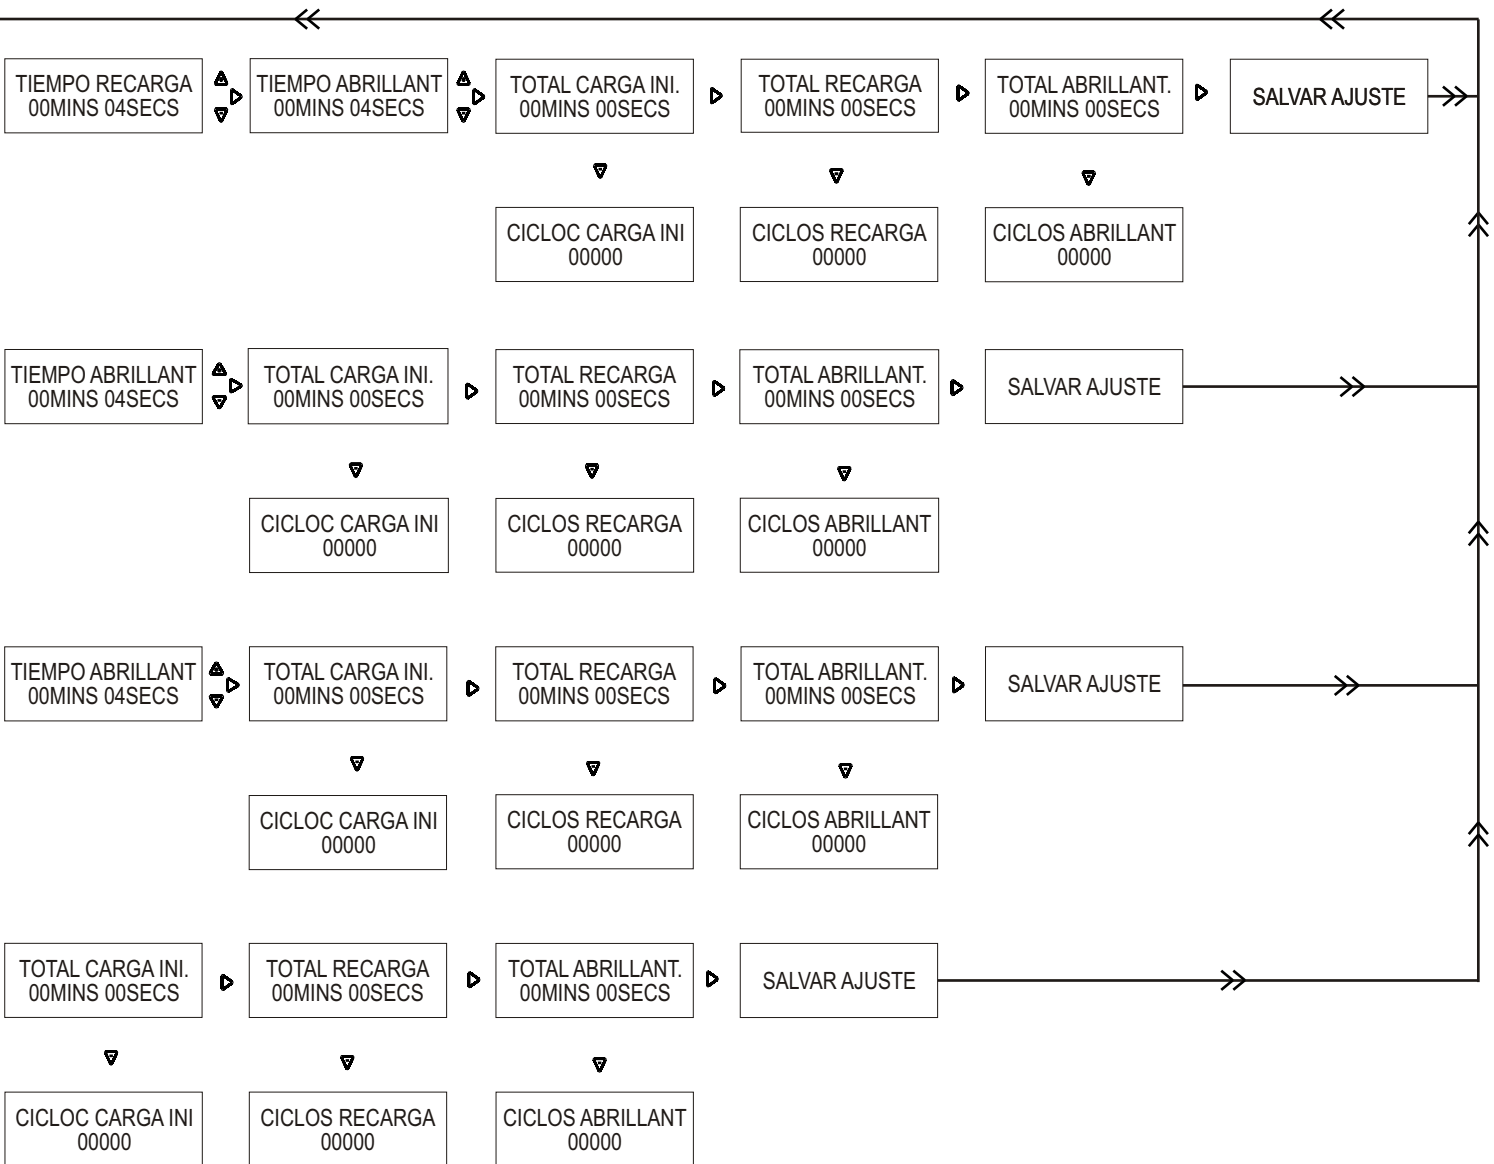 TIEMPO RECARGA
00MINS 04SECS
TIEMPO ABRILLANT
00MINS 04SECS
TOTAL CARGA INI.
00MINS 00SECS
TOTAL RECARGA
00MINS 00SECS
TOTAL ABRILLANT.
00MINS 00SECS
SALVAR AJUSTE
CICLOC CARGA INI
00000
CICLOS RECARGA
00000
CICLOS ABRILLANT
00000
TIEMPO ABRILLANT
00MINS 04SECS
TOTAL CARGA INI.
00MINS 00SECS
TOTAL RECARGA
00MINS 00SECS
TOTAL ABRILLANT.
00MINS 00SECS
SALVAR AJUSTE
CICLOC CARGA INI
00000
CICLOS RECARGA
00000
CICLOS ABRILLANT
00000
TIEMPO ABRILLANT
00MINS 04SECS
TOTAL CARGA INI.
00MINS 00SECS
TOTAL RECARGA
00MINS 00SECS
TOTAL ABRILLANT.
00MINS 00SECS
SALVAR AJUSTE
CICLOC CARGA INI
00000
CICLOS RECARGA
00000
CICLOS ABRILLANT
00000
TOTAL CARGA INI.
00MINS 00SECS
TOTAL RECARGA
00MINS 00SECS
TOTAL ABRILLANT.
00MINS 00SECS
SALVAR AJUSTE
CICLOC CARGA INI
00000
CICLOS RECARGA
00000
CICLOS ABRILLANT
00000